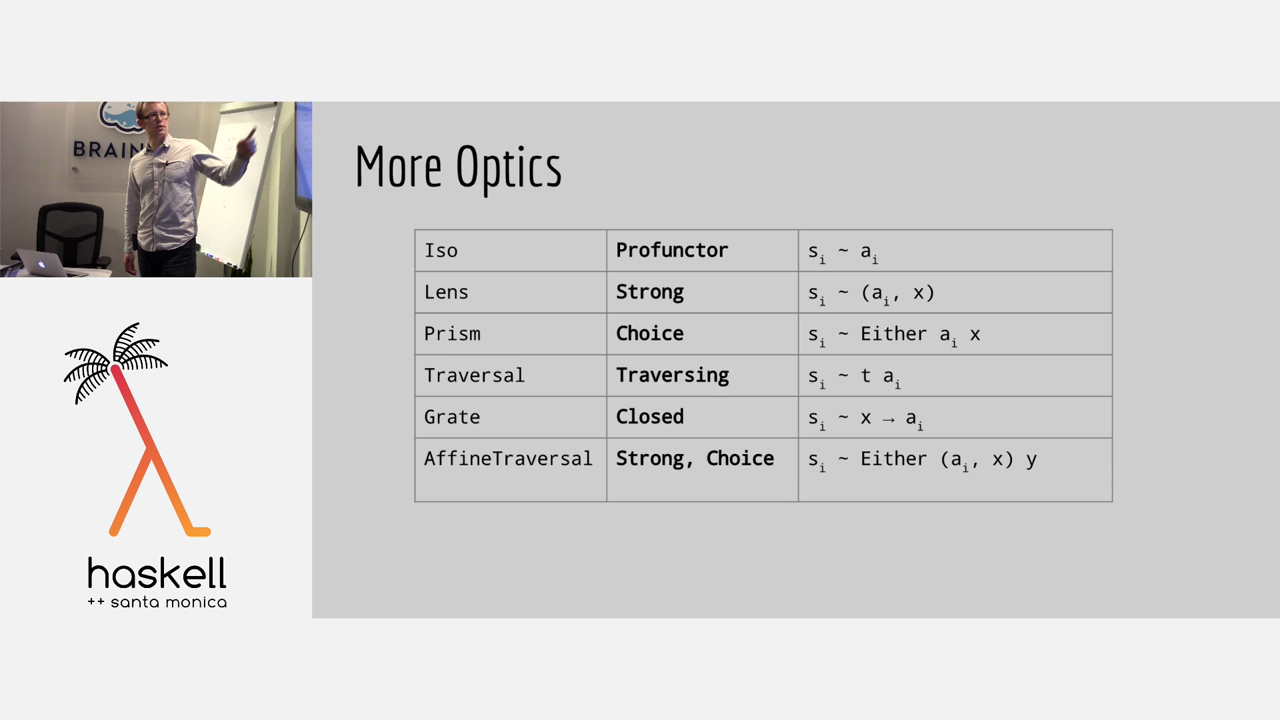 BRAIN
More Optics
Iso Profunctor sᵢ ~ aᵢ
Lens Strong sᵢ ~ (aᵢ, x)
Prism Choice sᵢ ~ Either aᵢ x
Traversal Traversing sᵢ ~ t aᵢ
Grate Closed sᵢ ~ x → aᵢ
AffineTraversal Strong, Choice sᵢ ~ Either (aᵢ, x) y
haskell
++ santa monica